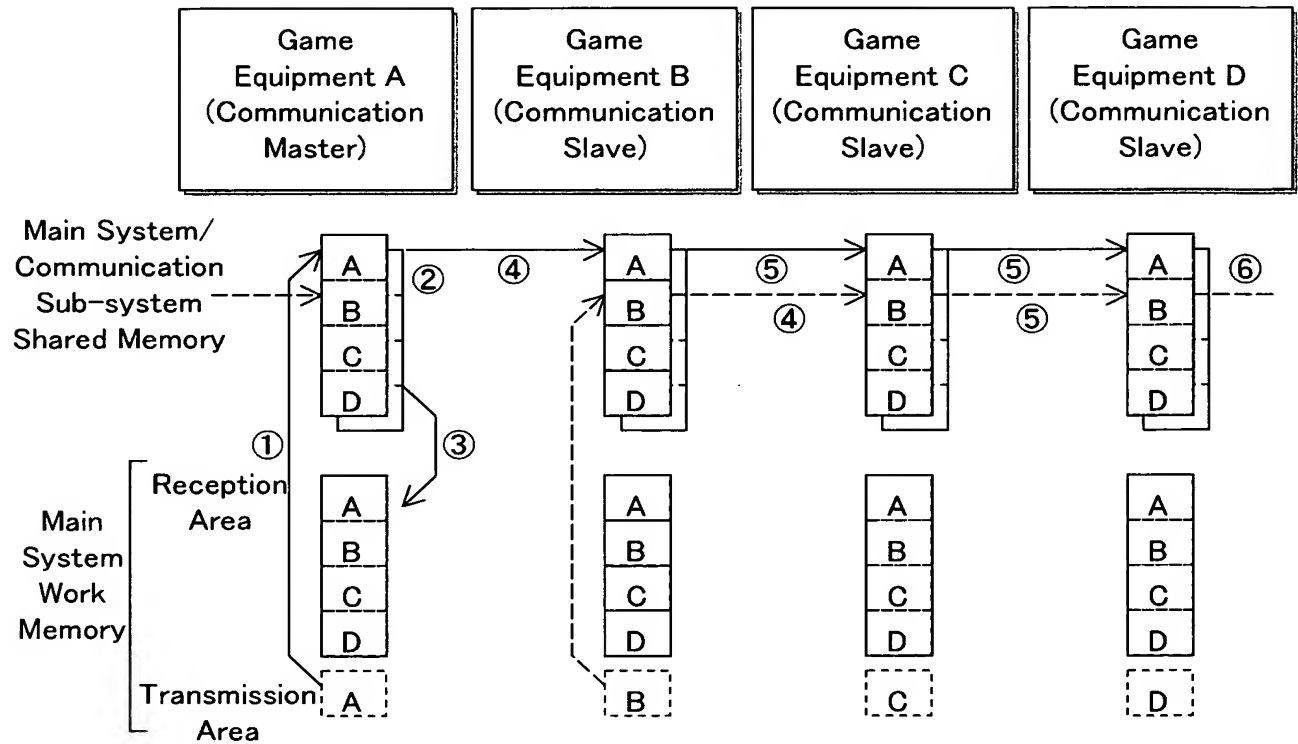 Game
Equipment A
(Communication
Master)
Game
Equipment B
(Communication
Slave)
Game
Equipment C
(Communication
Slave)
Game
Equipment D
(Communication
Slave)
Main System/
Communication
Sub-system
Shared Memory
A
B
C
D
②
④
A
B
C
D
⑤
④
A
B
C
D
⑤
⑤
A
B
C
D
⑥
①
③
Main
System
Work
Memory
Reception
Area
A
B
C
D
A
B
C
D
A
B
C
D
A
B
C
D
Transmission
Area
A
B
C
D